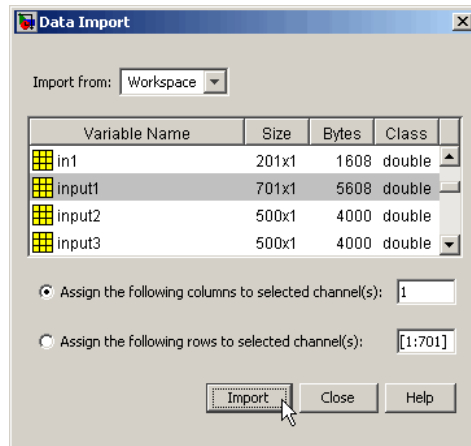 Data Import
Import from: Workspace
Variable Name Size Bytes Class
in1 201x1 1608 double
input1 701x1 5608 double
input2 500x1 4000 double
input3 500x1 4000 double
Assign the following columns to selected channel(s): 1
Assign the following rows to selected channel(s): [1:701]
Import Close Help